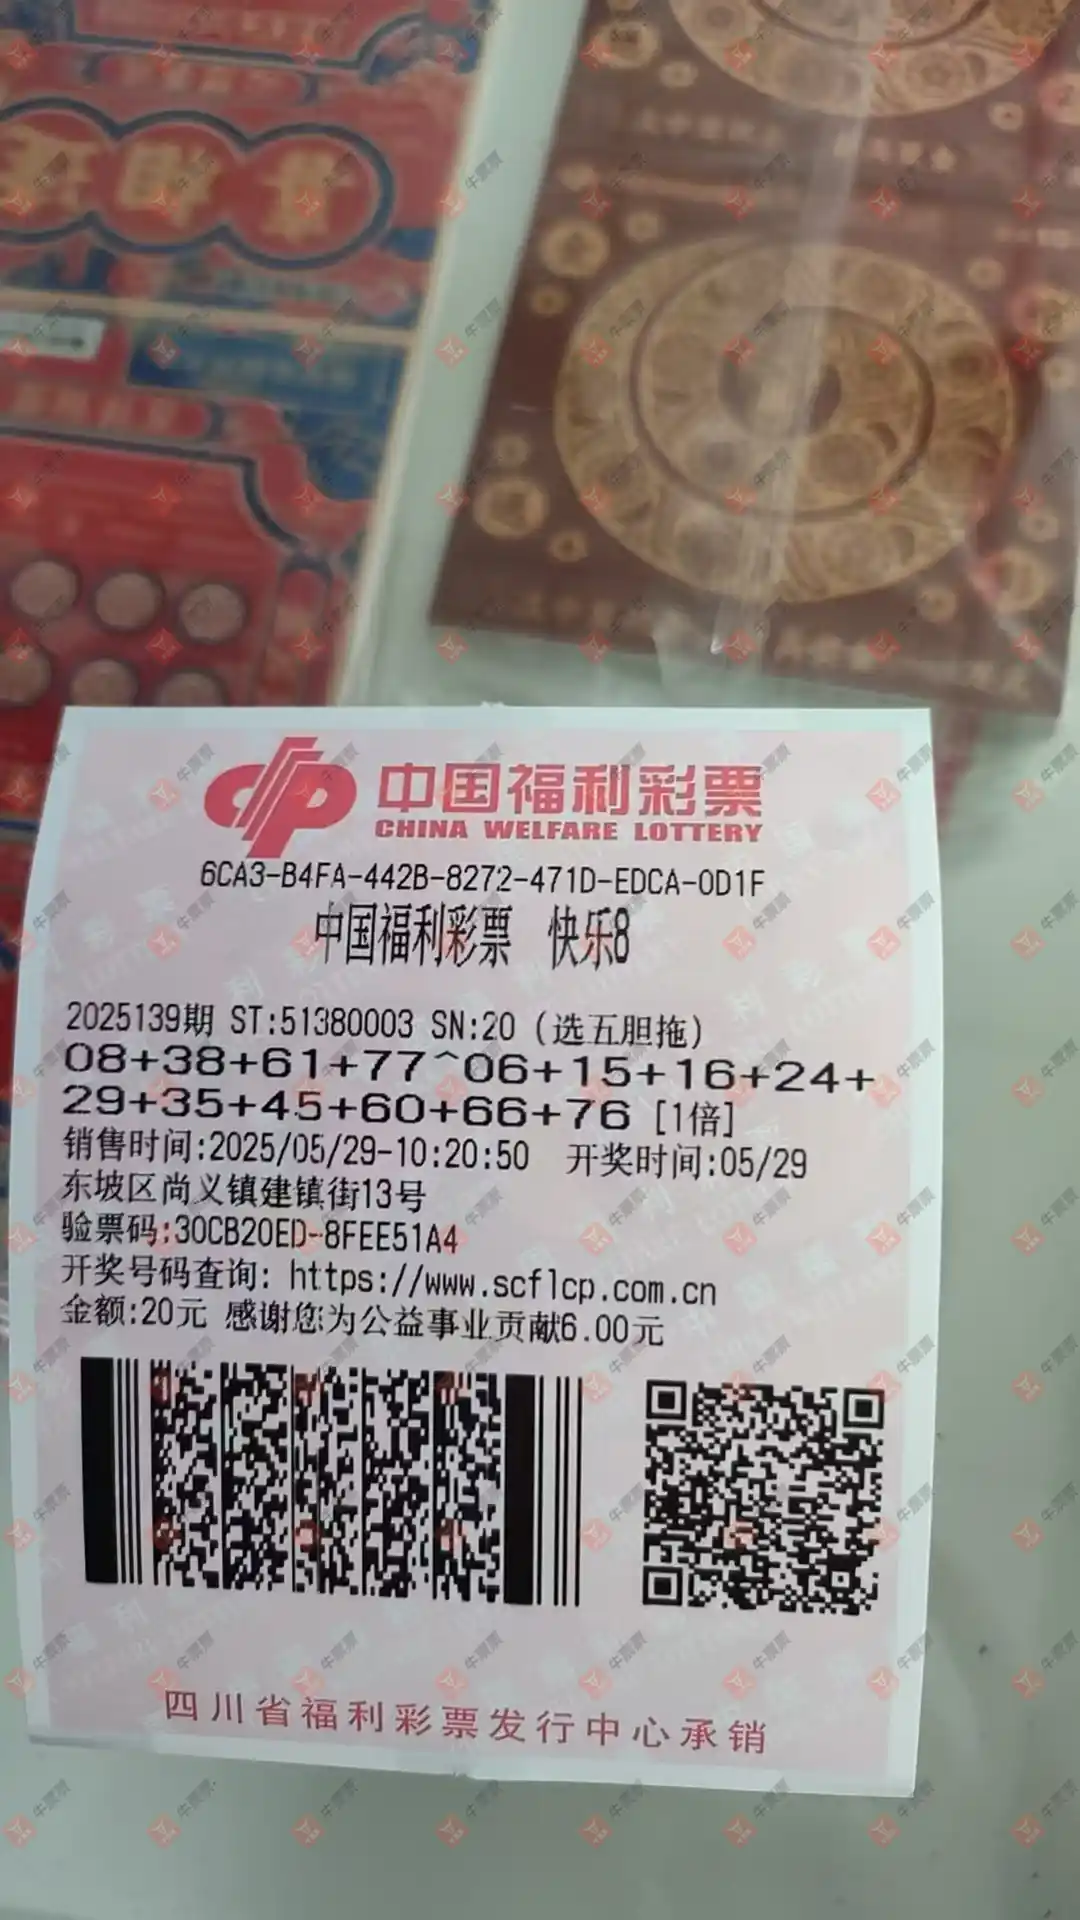 中国福利彩票
CHINA WELFARE LOTTERY
6CA3-B4FA-442B-8272-471D-EDCA-0D1F
中国福利彩票 快乐8
2025139期 ST:51380003 SN:20 (选五胆拖)
08+38+61+77^06+15+16+24+
29+35+45+60+66+76 [1倍]
销售时间:2025/05/29-10:20:50 开奖时间:05/29
东坡区尚义镇建镇街13号
验票码:30CB20ED-8FEE51A4
开奖号码查询: https://www.scflcp.com.cn
金额:20元 感谢您为公益事业贡献6.00元
四川省福利彩票发行中心承销
牛票票